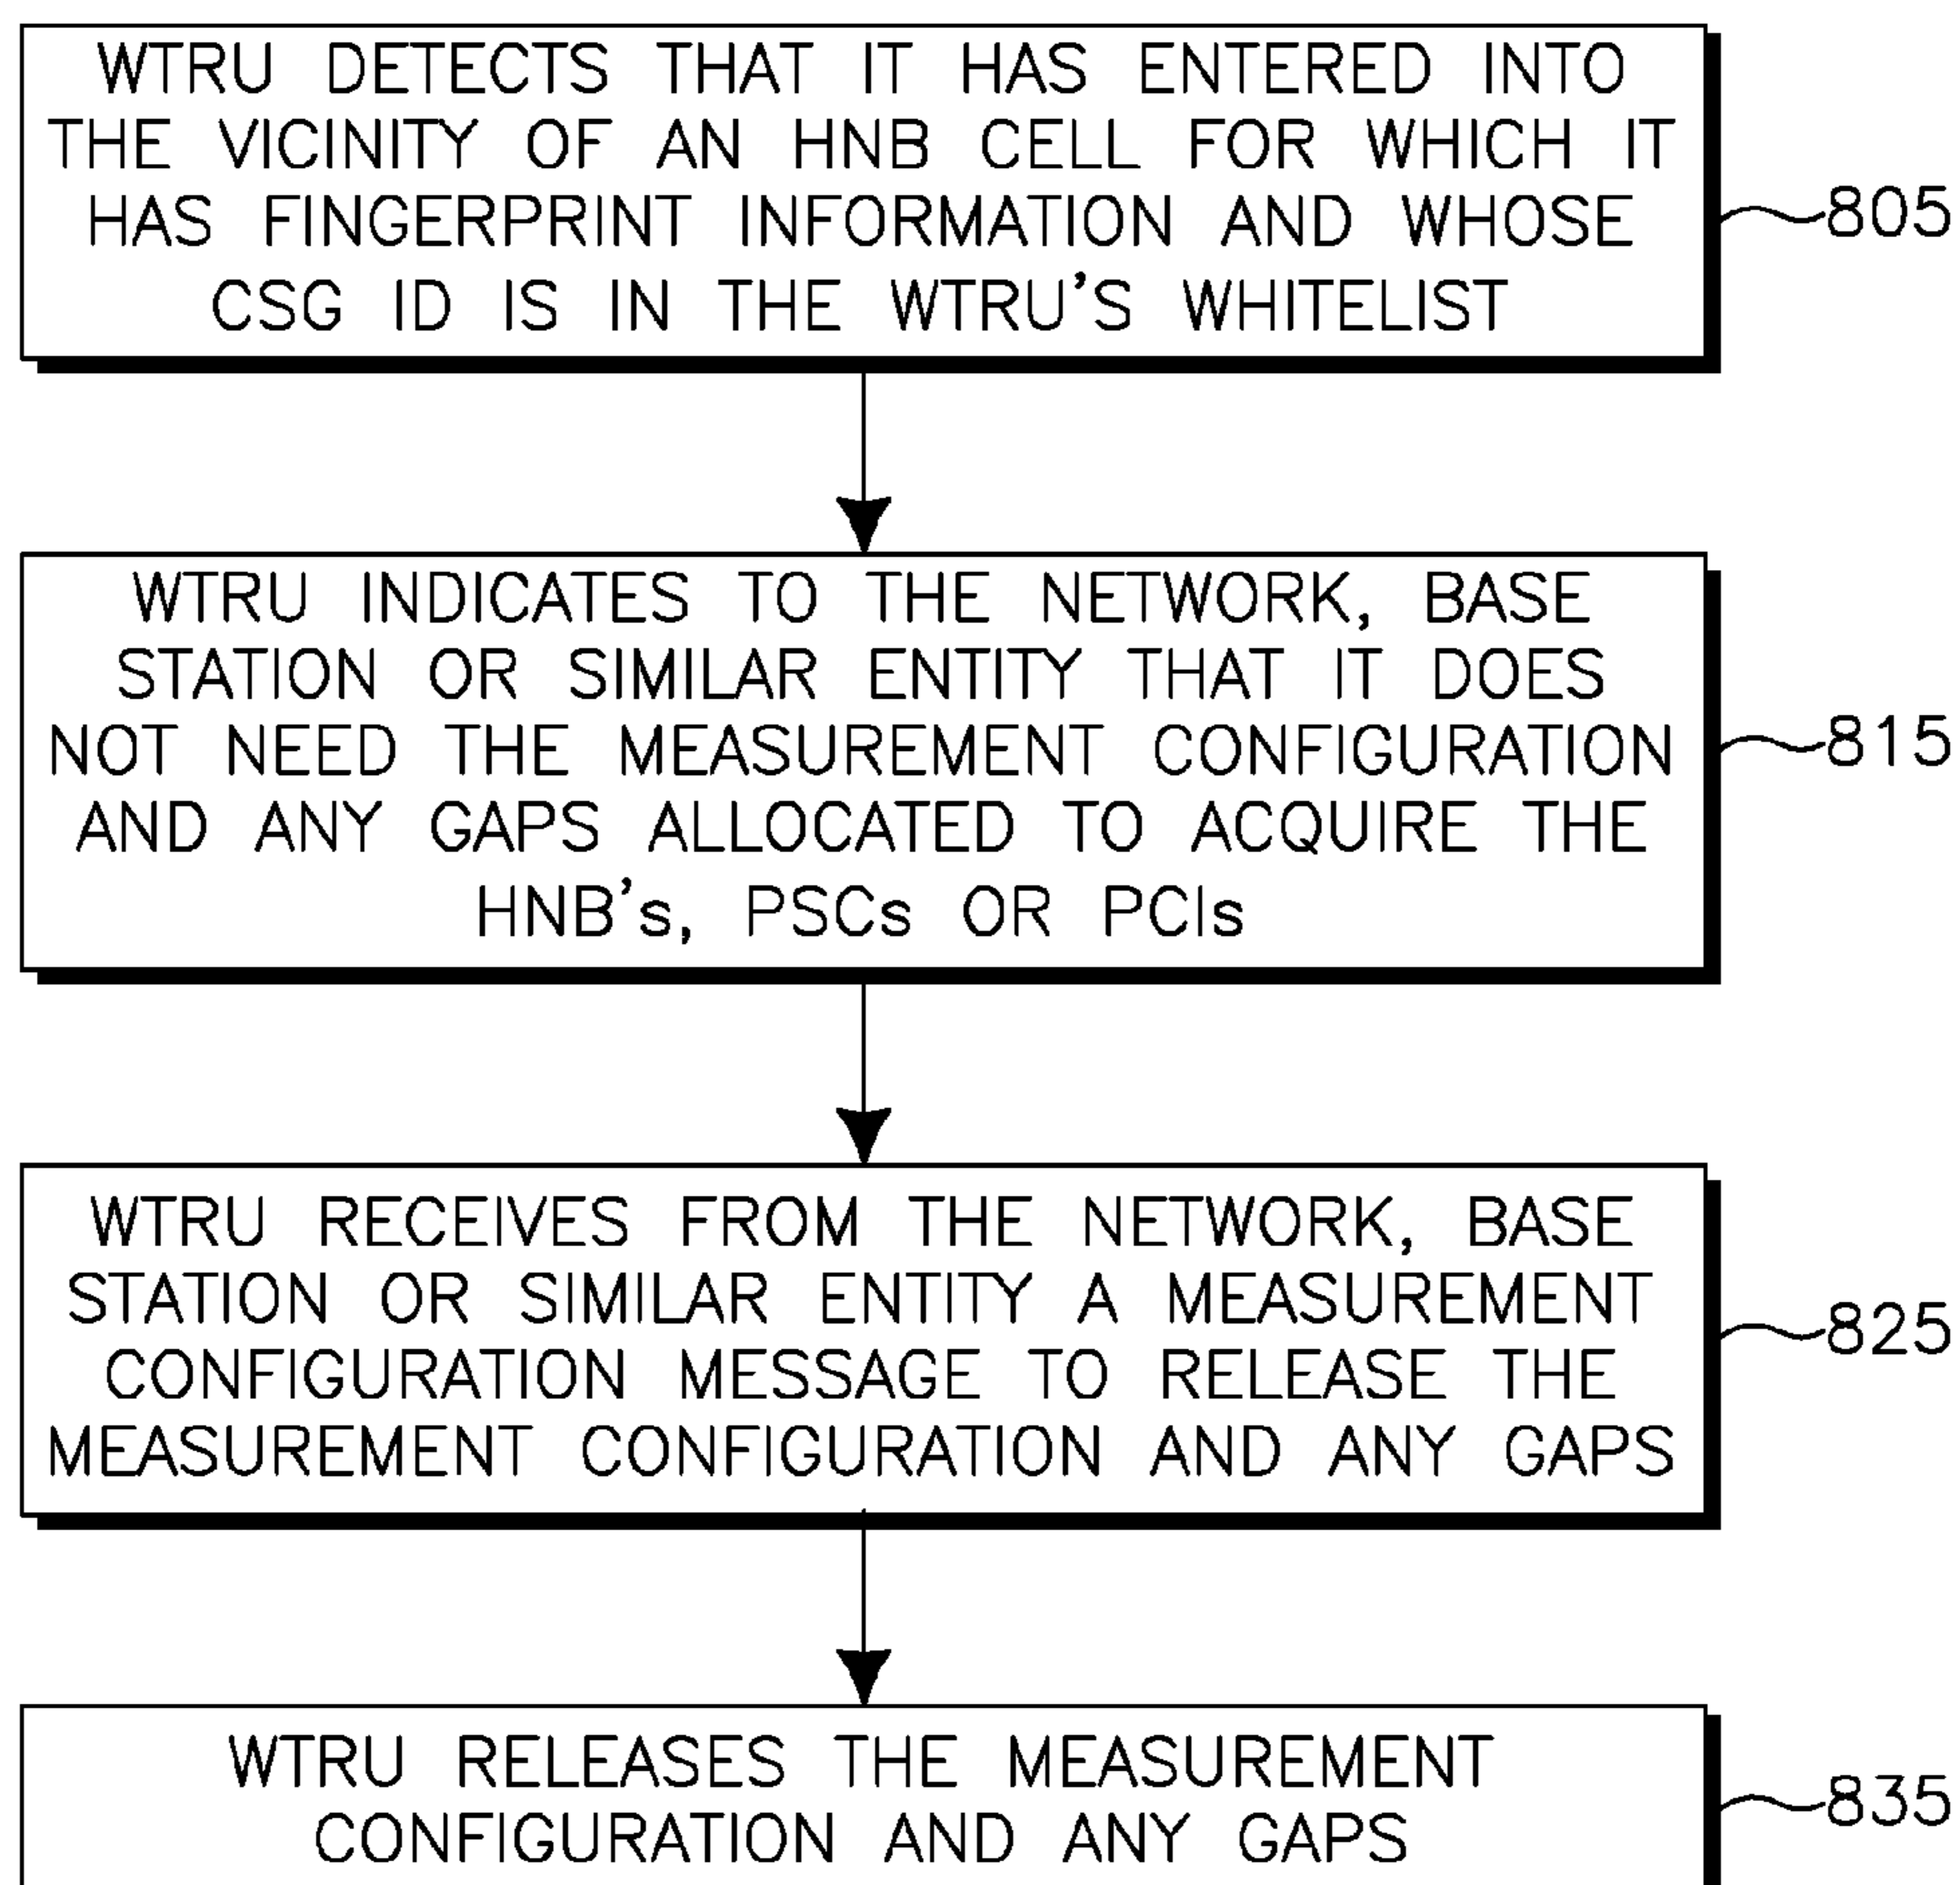 WTRU DETECTS THAT IT HAS ENTERED INTO
THE VICINITY OF AN HNB CELL FOR WHICH IT
HAS FINGERPRINT INFORMATION AND WHOSE
CSG ID IS IN THE WTRU'S WHITELIST
805
WTRU INDICATES TO THE NETWORK, BASE
STATION OR SIMILAR ENTITY THAT IT DOES
NOT NEED THE MEASUREMENT CONFIGURATION
AND ANY GAPS ALLOCATED TO ACQUIRE THE
HNB's, PSCs OR PCIs
815
WTRU RECEIVES FROM THE NETWORK, BASE
STATION OR SIMILAR ENTITY A MEASUREMENT
CONFIGURATION MESSAGE TO RELEASE THE
MEASUREMENT CONFIGURATION AND ANY GAPS
825
WTRU RELEASES THE MEASUREMENT
CONFIGURATION AND ANY GAPS
835